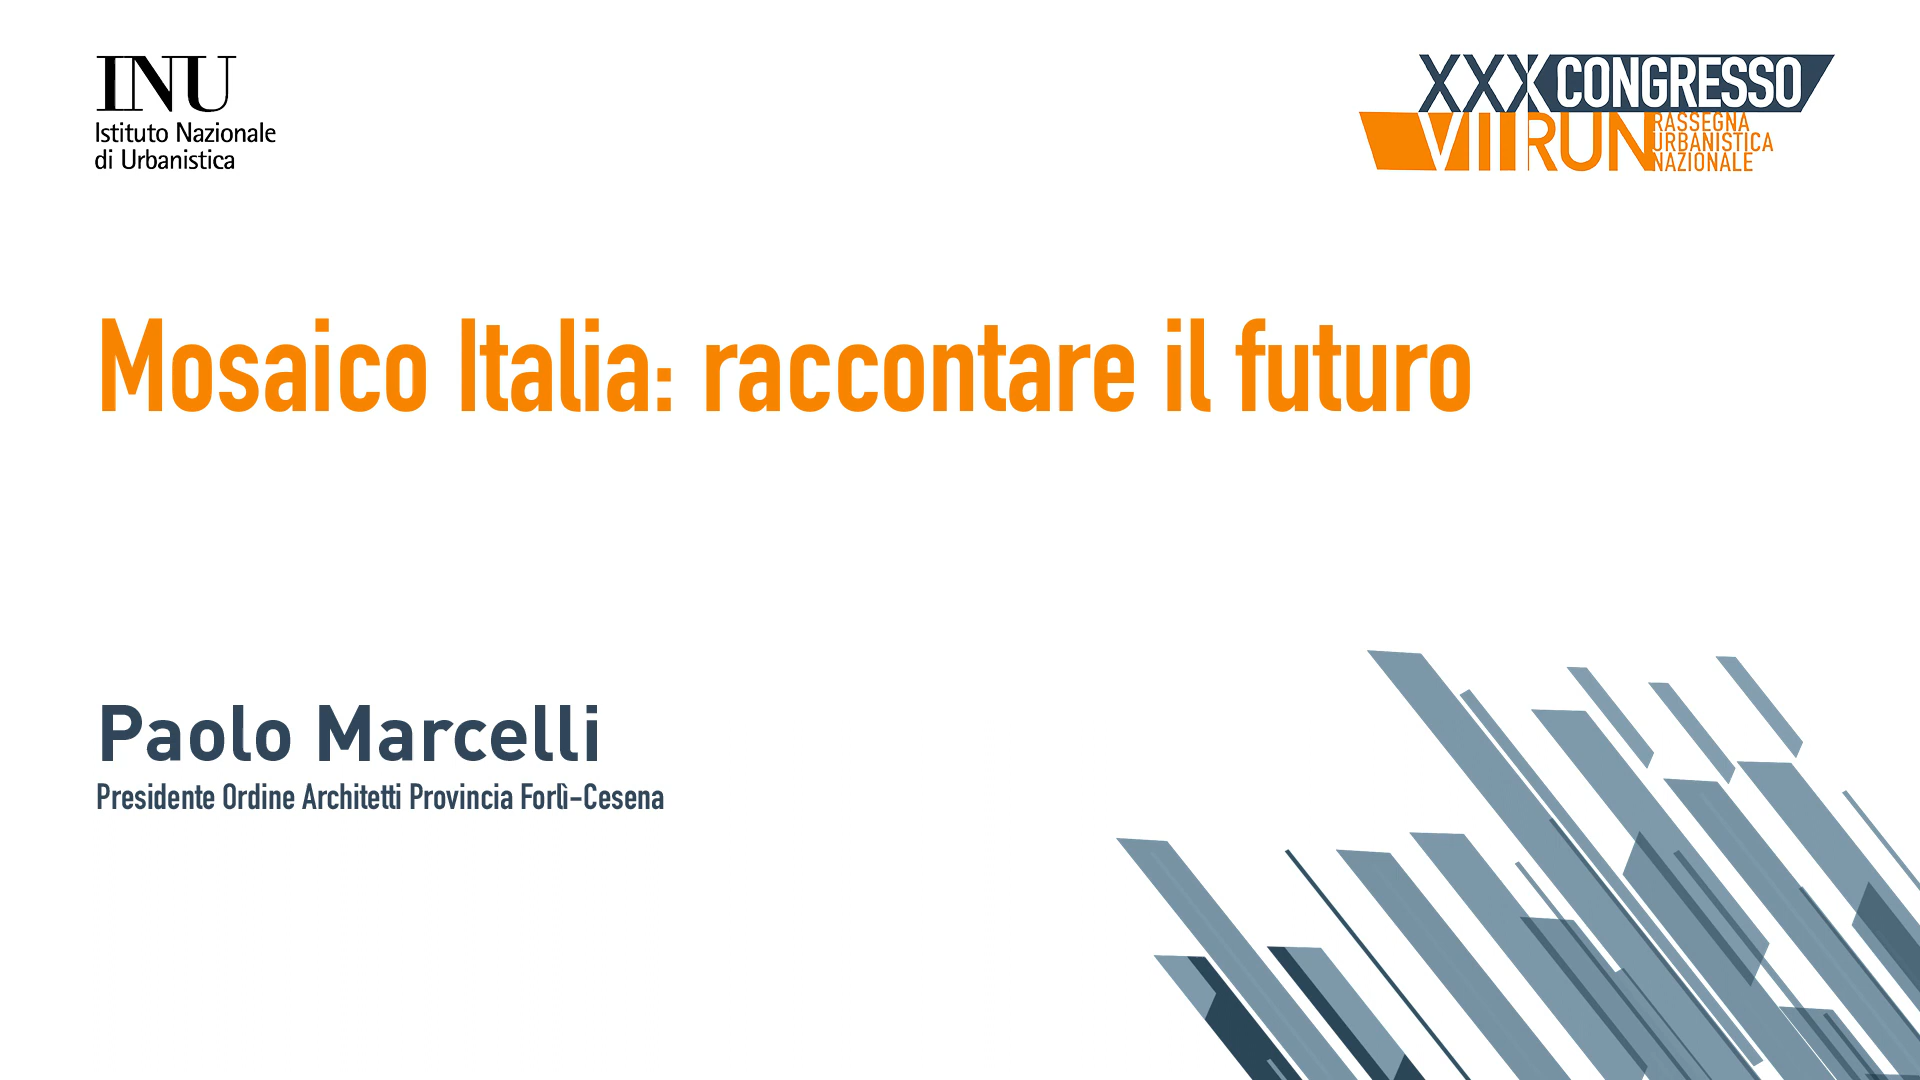 INU
Istituto Nazionale
di Urbanistica
XXX CONGRESSO
VII RUN
RASSEGNA
URBANISTICA
NAZIONALE
Mosaico Italia: raccontare il futuro
Paolo Marcelli
Presidente Ordine Architetti Provincia Forlì-Cesena